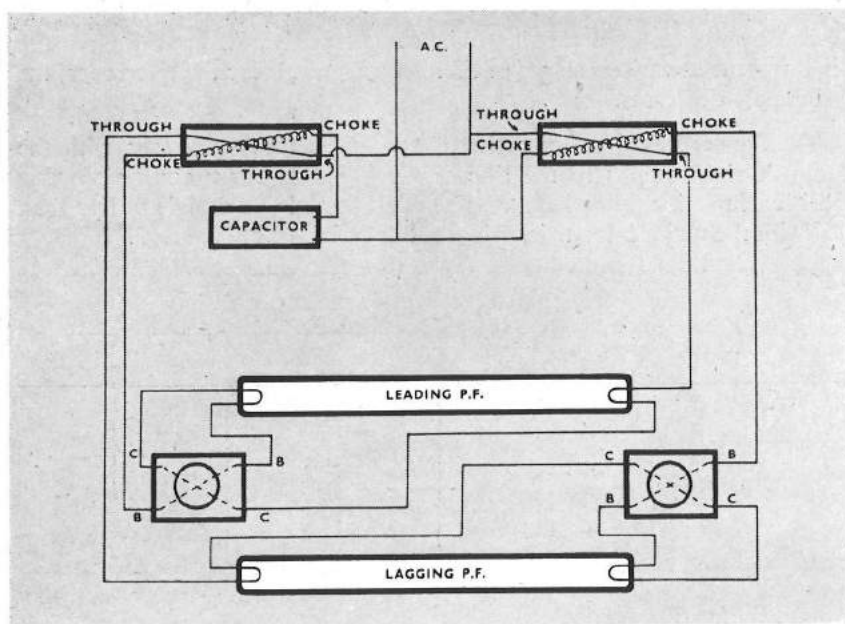 A.C.
THROUGH
CHOKE
CHOKE
THROUGH
THROUGH
CHOKE
CHOKE
THROUGH
CAPACITOR
LEADING P.F.
C
B
B
C
C
B
B
C
LAGGING P.F.